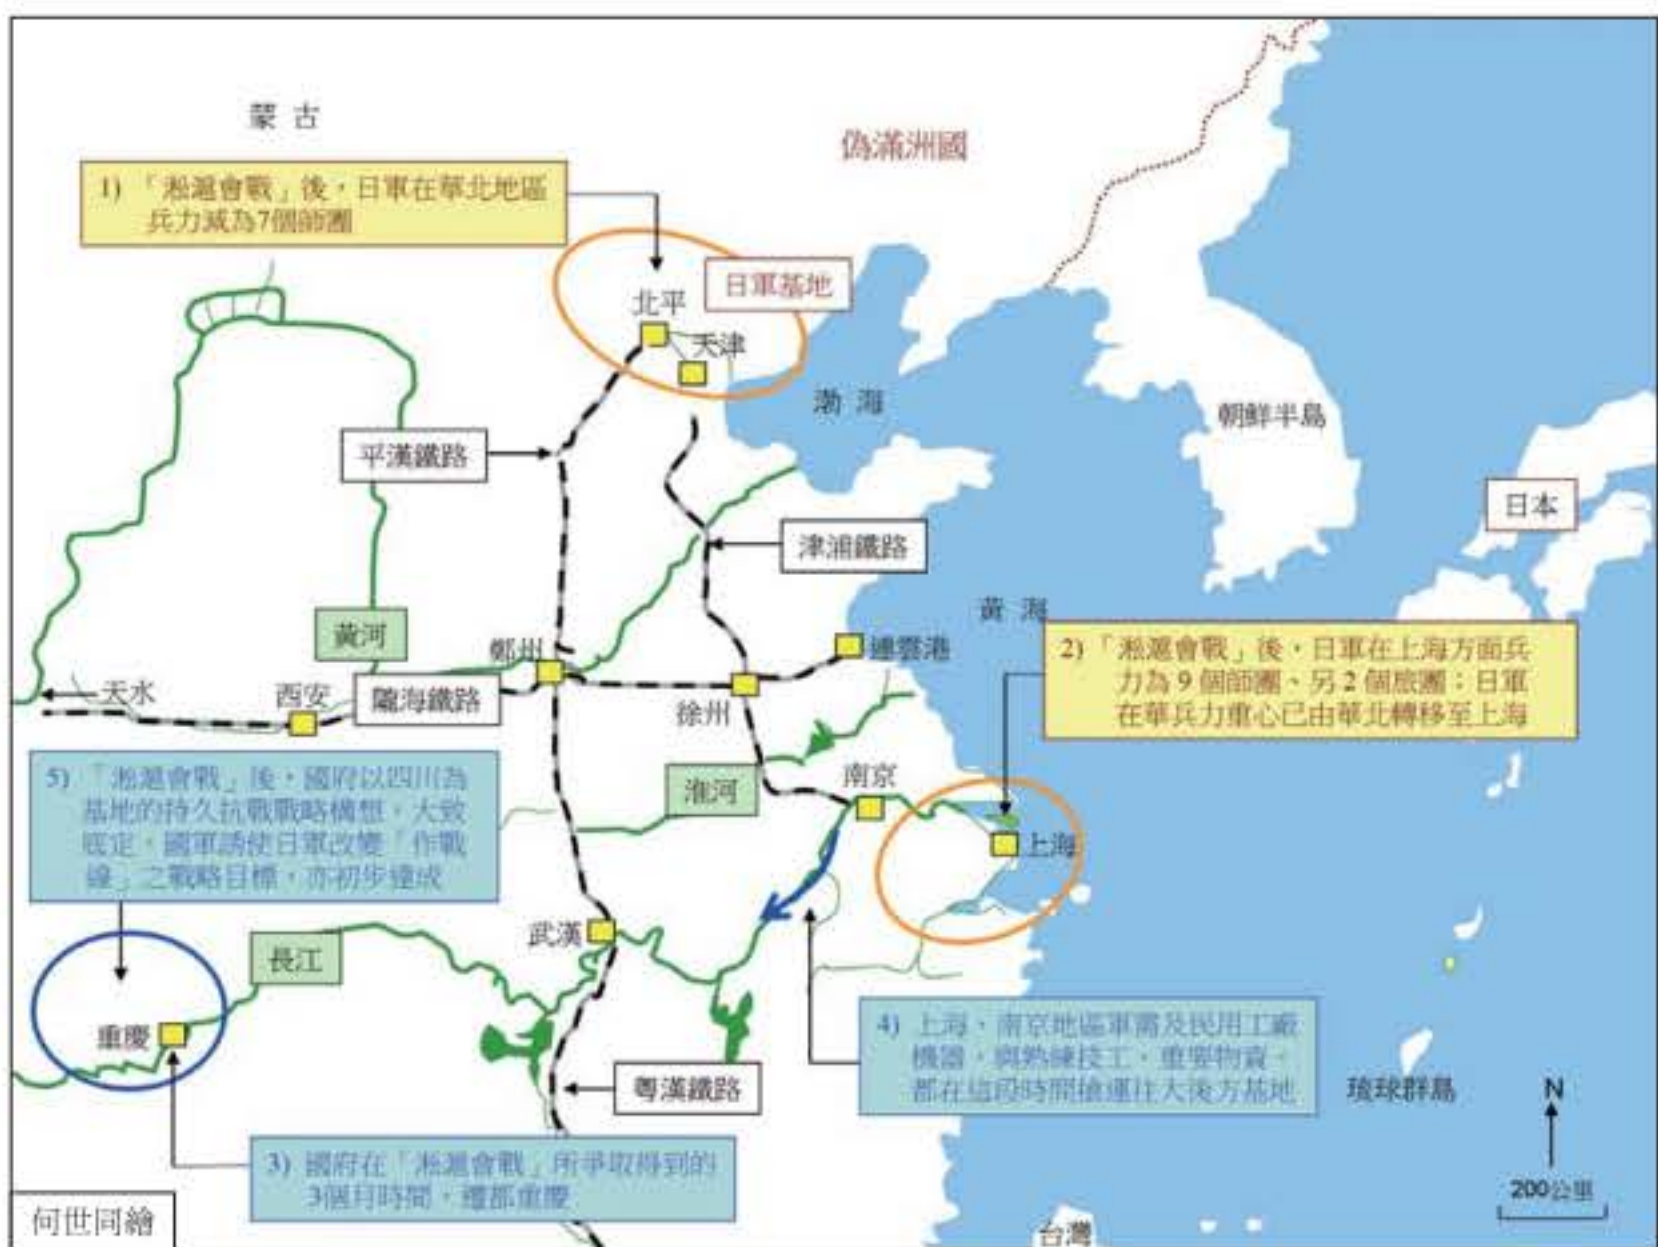 蒙古
偽滿洲國
1) 「淞滬會戰」後，日軍在華北地區
兵力減為7個師團
日軍基地
北平
天津
渤海
朝鮮半島
平漢鐵路
日本
津浦鐵路
黃海
黃河
鄭州
連雲港
2) 「淞滬會戰」後，日軍在上海方面兵
力為9個師團、另2個旅團；日軍
在華兵力重心已由華北轉移至上海
天水
西安
隴海鐵路
徐州
5) 「淞滬會戰」後，國府以四川為
基地的持久抗戰戰略構想，大致
底定，國軍誘使日軍改變「作戰
線」之戰略目標，亦初步達成
淮河
南京
上海
武漢
長江
重慶
4) 上海、南京地區軍需及民用工廠
機器，與熟練技工，重要物資，
都在這段時間搶運往大後方基地
粵漢鐵路
琉球群島
N
3) 國府在「淞滬會戰」所爭取得到的
3個月時間，遷都重慶
200公里
何世同繪
台灣